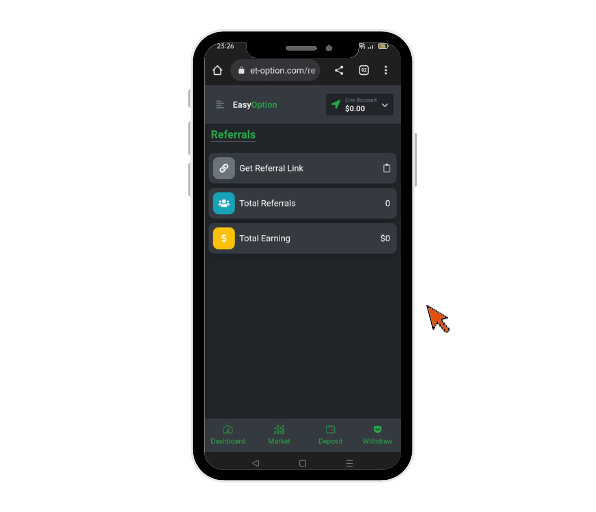 23:26
et-option.com/re
92
EasyOption
Live Account
$0.00
Referrals
Get Referral Link
Total Referrals 0
Total Earning $0
Dashboard Market Deposit Withdraw